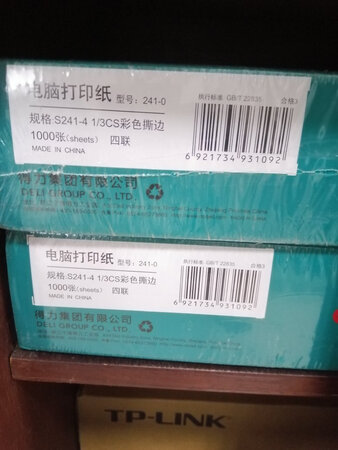 电脑打印纸 型号: 241-0
执行标准 GB/T 22835 合格3
规格:S241-4 1/3CS彩色撕边
1000张(sheets) 四联
MADE IN CHINA
6 921734 931092
得力集团有限公司
DELI GROUP CO., LTD.
电脑打印纸 型号: 241-0
执行标准 GB/T 22835 合格3
规格:S241-4 1/3CS彩色撕边
1000张(sheets) 四联
MADE IN CHINA
6 921734 931092
得力集团有限公司
DELI GROUP CO., LTD.
TP-LINK